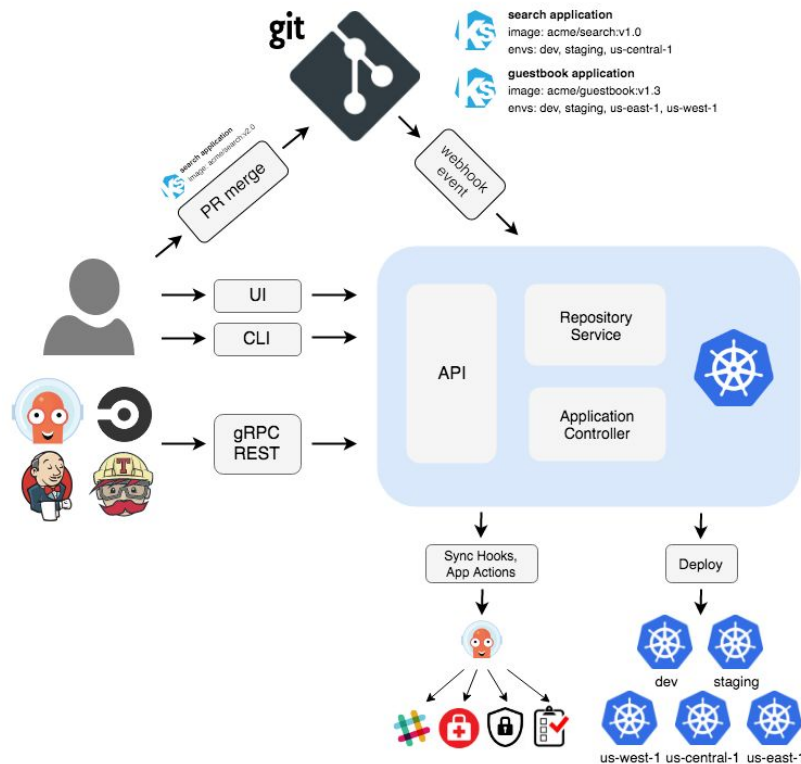 git
search application
image: acme/search:v1.0
envs: dev, staging, us-central-1
guestbook application
image: acme/guestbook:v1.3
envs: dev, staging, us-east-1, us-west-1
search application
image: acme/search:v2.0
PR merge
webhook
event
UI
CLI
gRPC
REST
API
Repository
Service
Application
Controller
Sync Hooks,
App Actions
Deploy
dev
staging
us-west-1
us-central-1
us-east-1
KS
KS
KS
T